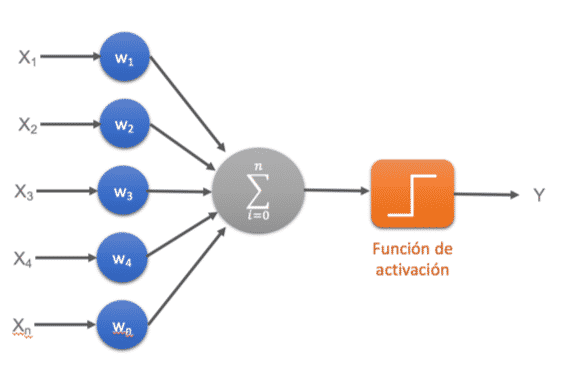 X₁ w₁
X₂ w₂
n
∑
i=0
X₃ w₃
Y
X₄ w₄
Función de
activación
Xₙ wₙ